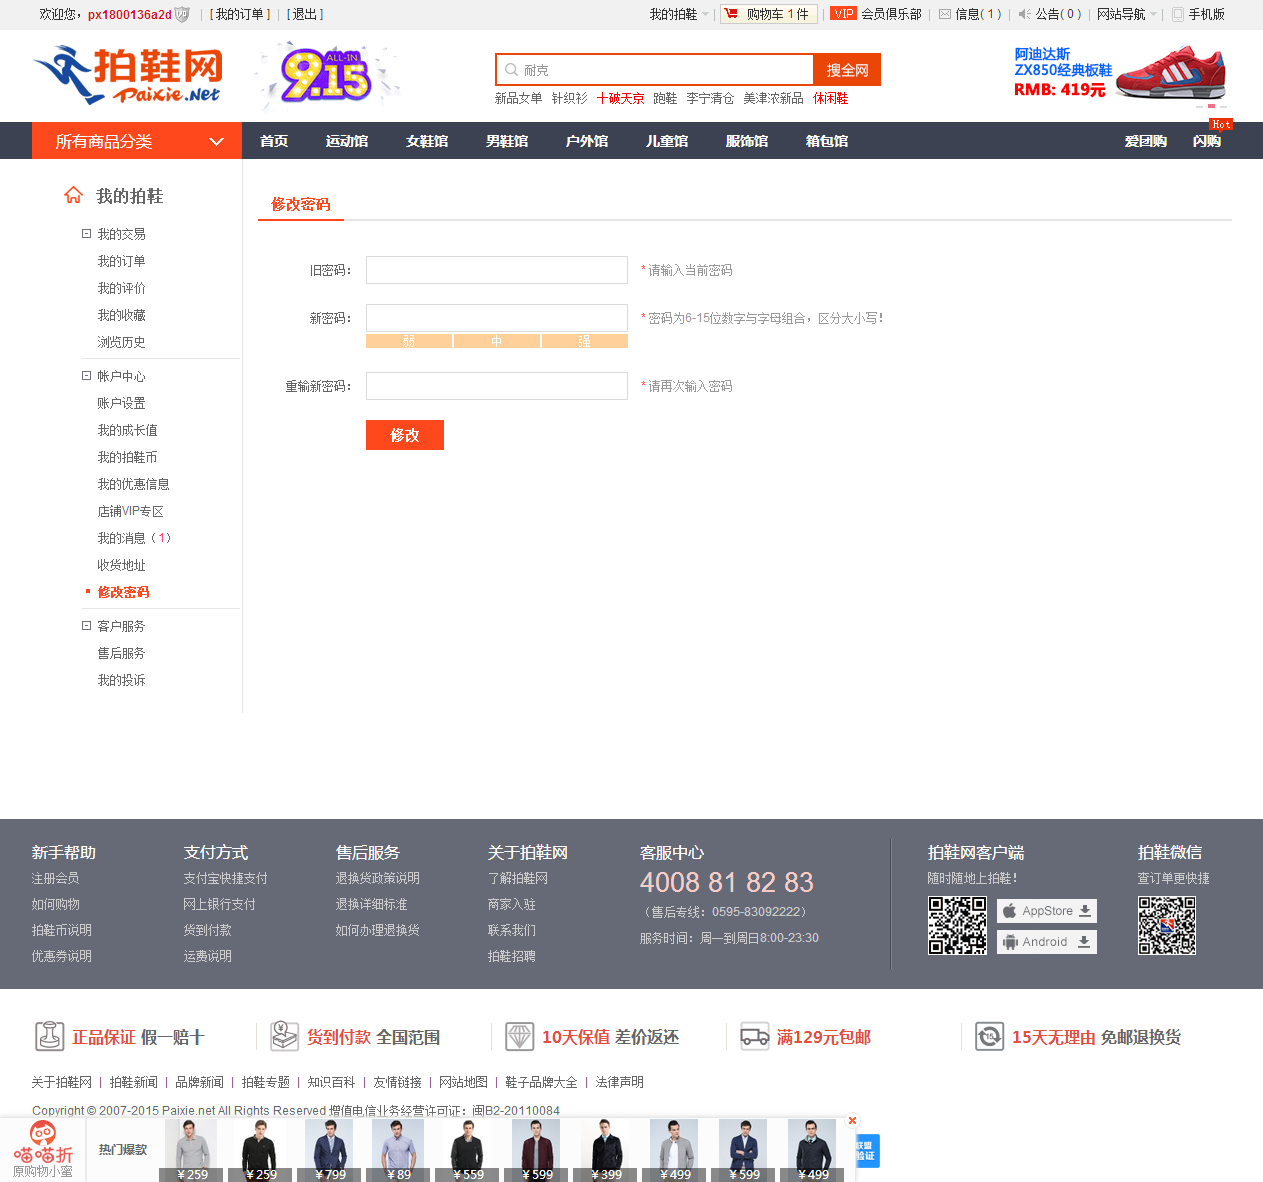 欢迎您，px1800136a2d | [ 我的订单 ] | [ 退出 ]
我的拍鞋 | 购物车 1 件 | VIP 会员俱乐部 | 信息( 1 ) | 公告( 0 ) | 网站导航 | 手机版
拍鞋网
Paixie.Net
ALL-IN
9.15
耐克
搜全网
新品女单 针织衫 十破天京 跑鞋 李宁清仓 美津浓新品 休闲鞋
阿迪达斯
ZX850经典板鞋
RMB: 419元
所有商品分类 首页 运动馆 女鞋馆 男鞋馆 户外馆 儿童馆 服饰馆 箱包馆 爱团购 闪购 Hot
我的拍鞋
我的交易
我的订单
我的评价
我的收藏
浏览历史
帐户中心
账户设置
我的成长值
我的拍鞋币
我的优惠信息
店铺VIP专区
我的消息（1）
收货地址
修改密码
客户服务
售后服务
我的投诉
修改密码
旧密码： * 请输入当前密码
新密码： * 密码为6-15位数字与字母组合，区分大小写！
弱 中 强
重输新密码： * 请再次输入密码
修改
新手帮助
注册会员
如何购物
拍鞋币说明
优惠券说明
支付方式
支付宝快捷支付
网上银行支付
货到付款
运费说明
售后服务
退换货政策说明
退换详细标准
如何办理退换货
关于拍鞋网
了解拍鞋网
商家入驻
联系我们
拍鞋招聘
客服中心
4008 81 82 83
（售后专线：0595-83092222）
服务时间：周一到周日8:00-23:30
拍鞋网客户端
随时随地上拍鞋！
AppStore
Android
拍鞋微信
查订单更快捷
正品保证 假一赔十
货到付款 全国范围
10天保值 差价返还
满129元包邮
15天无理由 免邮退换货
关于拍鞋网 | 拍鞋新闻 | 品牌新闻 | 拍鞋专题 | 知识百科 | 友情链接 | 网站地图 | 鞋子品牌大全 | 法律声明
Copyright © 2007-2015 Paixie.net All Rights Reserved 增值电信业务经营许可证：闽B2-20110084
喵喵折
原购物小蜜
热门爆款
¥259 ¥259 ¥799 ¥89 ¥559 ¥599 ¥399 ¥499 ¥599 ¥499
联盟
验证